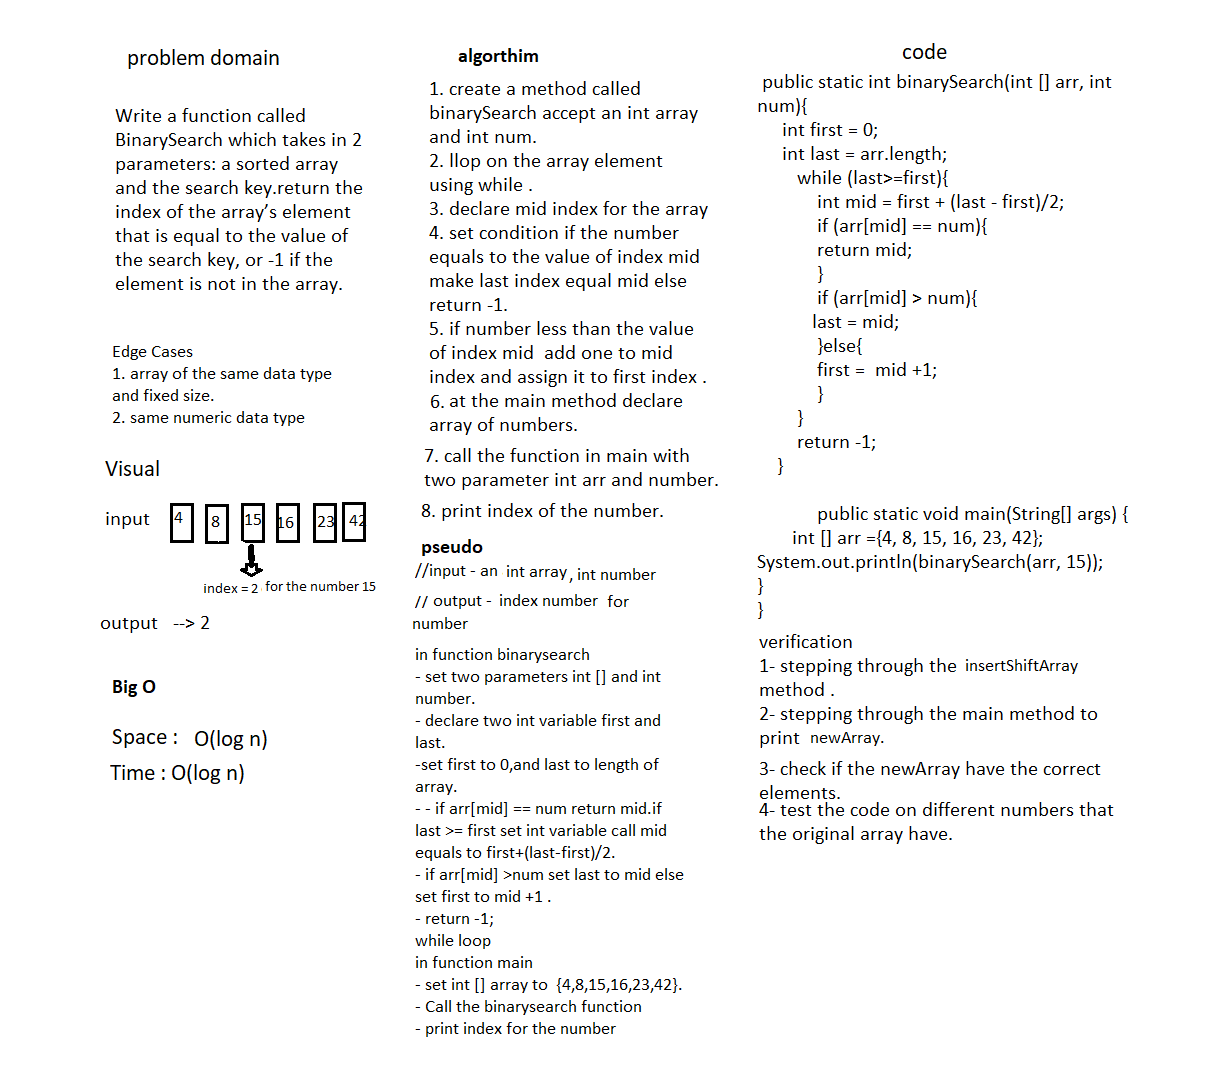 problem domain
Write a function called
BinarySearch which takes in 2
parameters: a sorted array
and the search key.return the
index of the array’s element
that is equal to the value of
the search key, or -1 if the
element is not in the array.
Edge Cases
1. array of the same data type
and fixed size.
2. same numeric data type
Visual
input 4 8 15 16 23 42
index = 2 for the number 15
output --> 2
Big O
Space : O(log n)
Time : O(log n)
algorthim
1. create a method called
binarySearch accept an int array
and int num.
2. llop on the array element
using while .
3. declare mid index for the array
4. set condition if the number
equals to the value of index mid
make last index equal mid else
return -1.
5. if number less than the value
of index mid add one to mid
index and assign it to first index .
6. at the main method declare
array of numbers.
7. call the function in main with
two parameter int arr and number.
8. print index of the number.
pseudo
//input - an int array , int number
// output - index number for
number
in function binarysearch
- set two parameters int [] and int
number.
- declare two int variable first and
last.
-set first to 0,and last to length of
array.
- - if arr[mid] == num return mid.if
last >= first set int variable call mid
equals to first+(last-first)/2.
- if arr[mid] >num set last to mid else
set first to mid +1 .
- return -1;
while loop
in function main
- set int [] array to {4,8,15,16,23,42}.
- Call the binarysearch function
- print index for the number
code
public static int binarySearch(int [] arr, int
num){
int first = 0;
int last = arr.length;
while (last>=first){
int mid = first + (last - first)/2;
if (arr[mid] == num){
return mid;
}
if (arr[mid] > num){
last = mid;
}else{
first = mid +1;
}
}
return -1;
}
public static void main(String[] args) {
int [] arr ={4, 8, 15, 16, 23, 42};
System.out.println(binarySearch(arr, 15));
}
}
verification
1- stepping through the insertShiftArray
method .
2- stepping through the main method to
print newArray.
3- check if the newArray have the correct
elements.
4- test the code on different numbers that
the original array have.